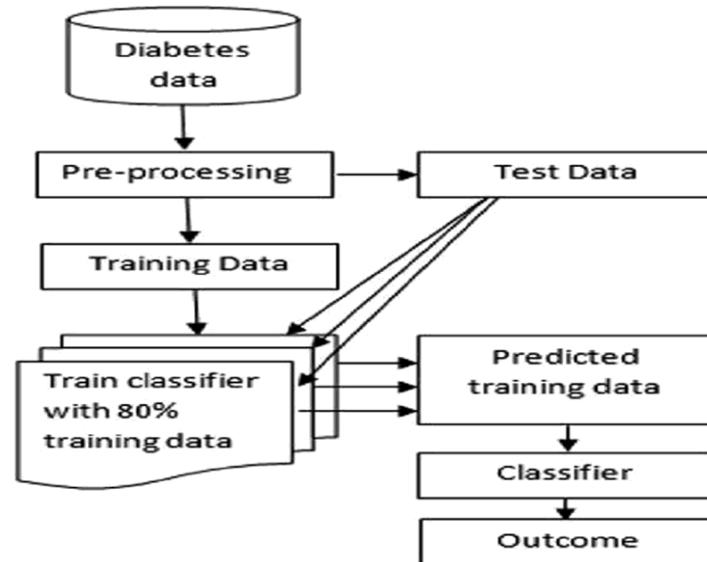 Diabetes
data
Pre-processing
Test Data
Training Data
Train classifier
with 80%
training data
Predicted
training data
Classifier
Outcome